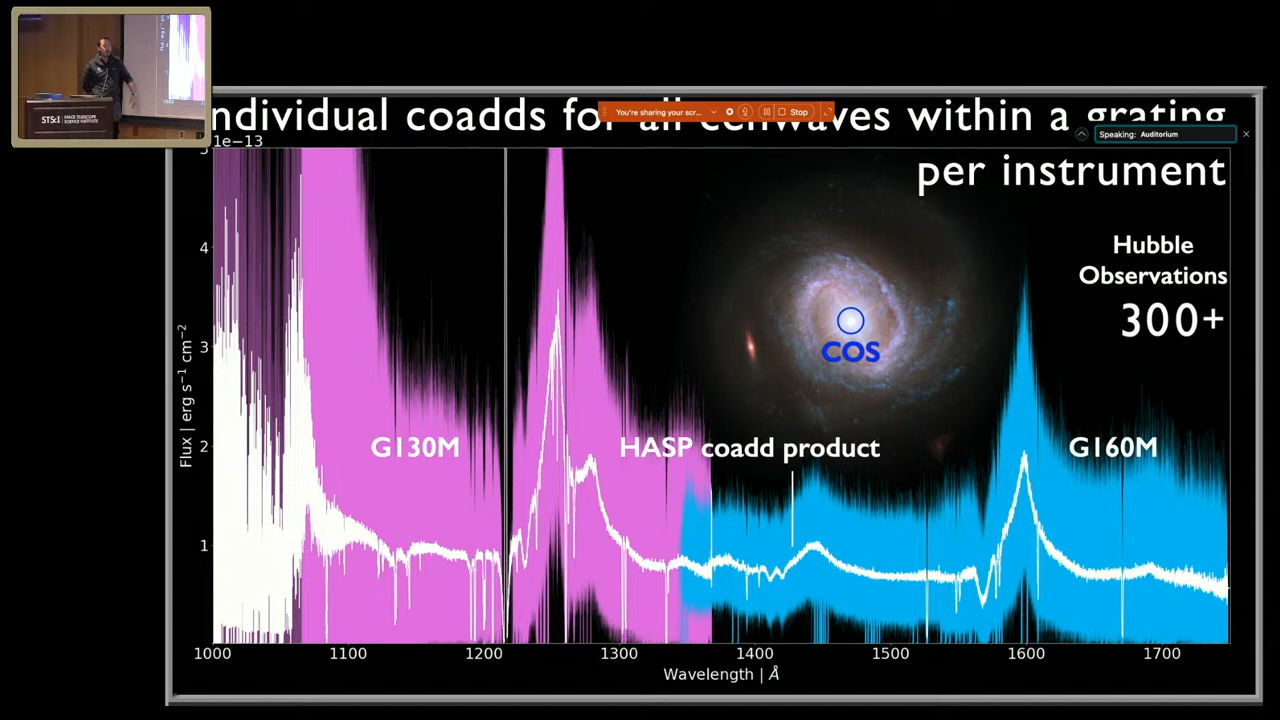 ndividual coadds for all cenwaves within a grating
per instrument
You're sharing your scr...
Stop
Speaking: Auditorium
1e-13
Hubble
Observations
300+
COS
G130M
HASP coadd product
G160M
5
4
3
2
1
Flux | erg s⁻¹ cm⁻²
1000 1100 1200 1300 1400 1500 1600 1700
Wavelength | Å
STScI | SPACE TELESCOPE
SCIENCE INSTITUTE